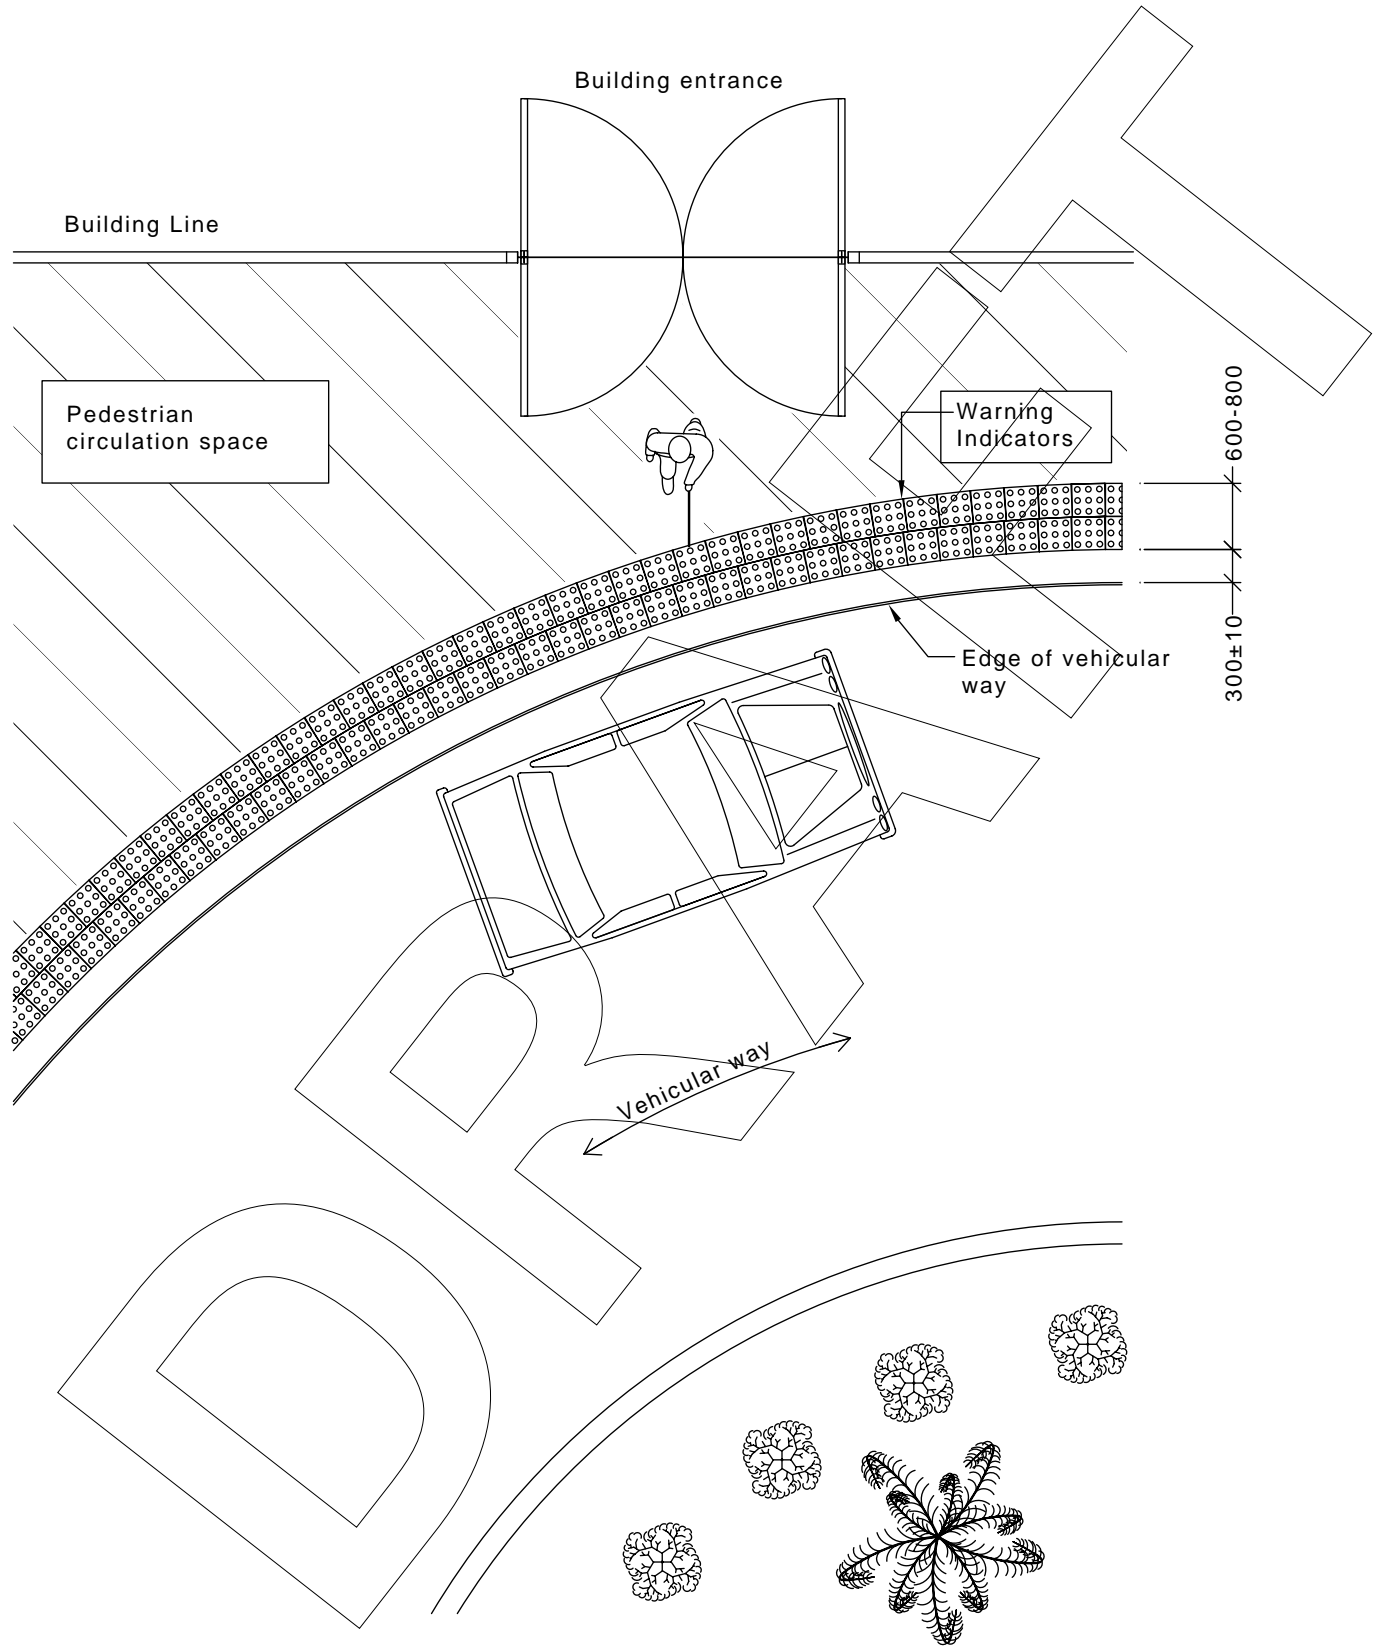 Building entrance
Building Line
Pedestrian
circulation space
Warning
Indicators
600-800
300±10
Edge of vehicular
way
Vehicular way
DRAFT